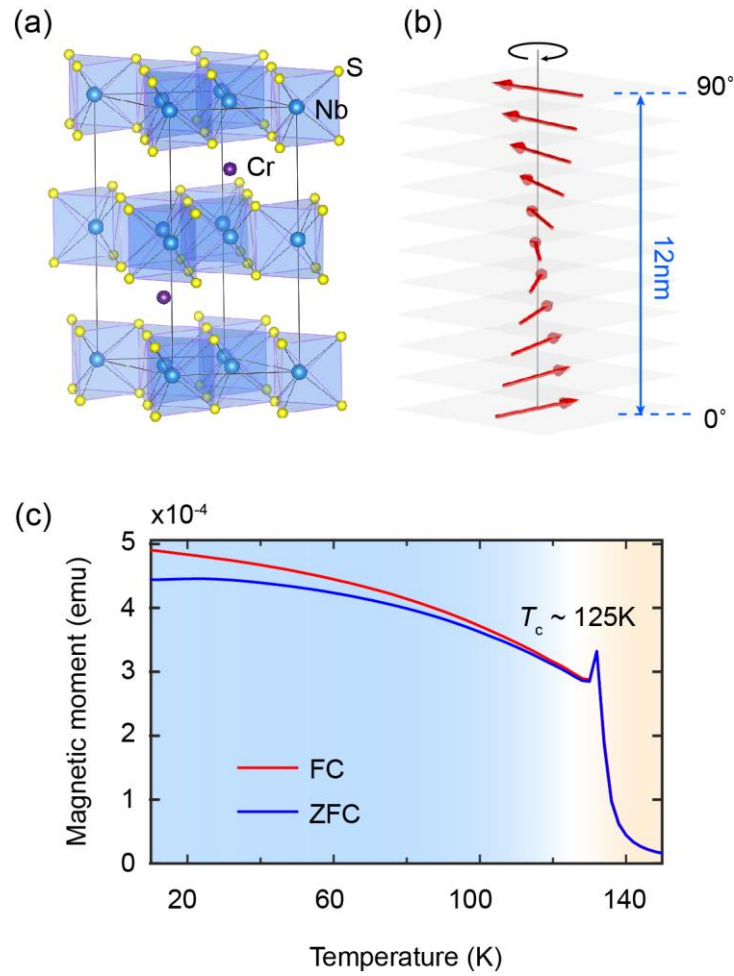 (a)
S
Nb
Cr
(b)
90°
12nm
0°
(c)
x10⁻⁴
5
4
3
2
1
0
Magnetic moment (emu)
T꜀ ~ 125K
FC
ZFC
20 60 100 140
Temperature (K)